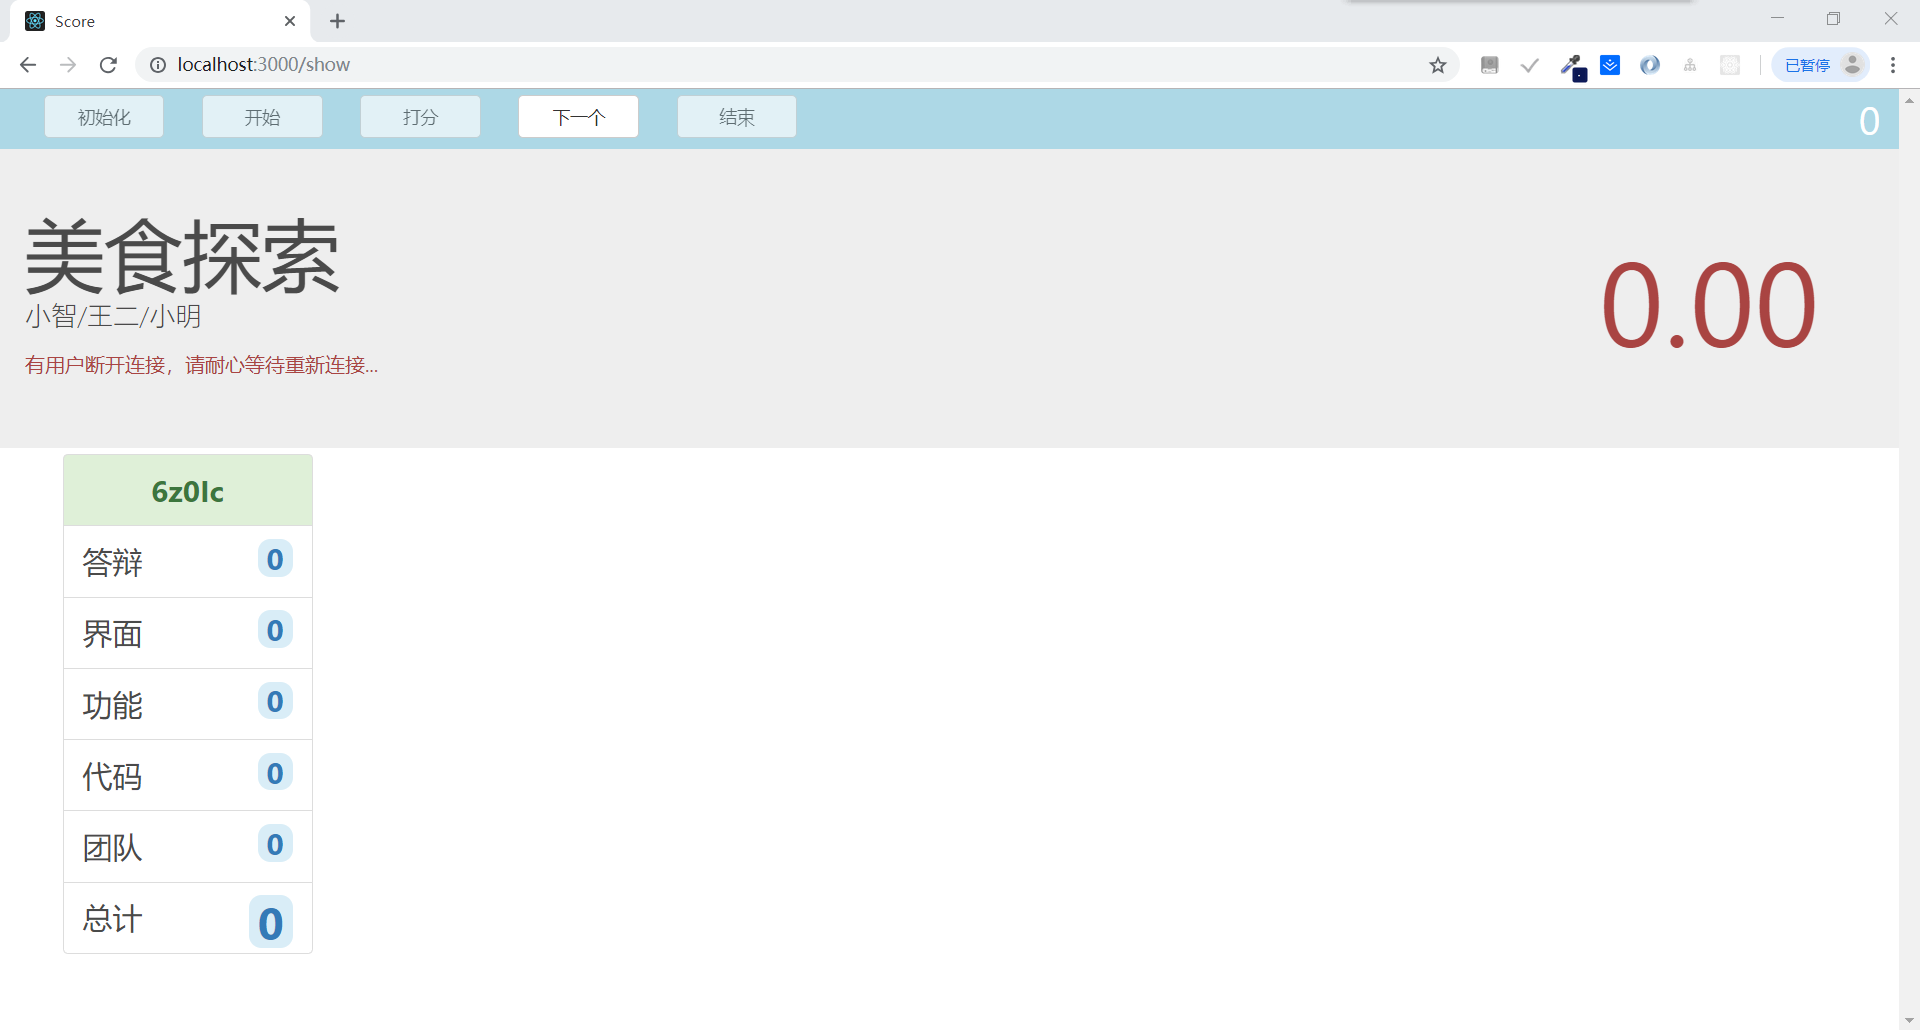 Score
localhost:3000/show
已暂停
初始化
开始
打分
下一个
结束
0
美食探索
小智/王二/小明
有用户断开连接，请耐心等待重新连接...
0.00
6z0lc
答辩 0
界面 0
功能 0
代码 0
团队 0
总计 0